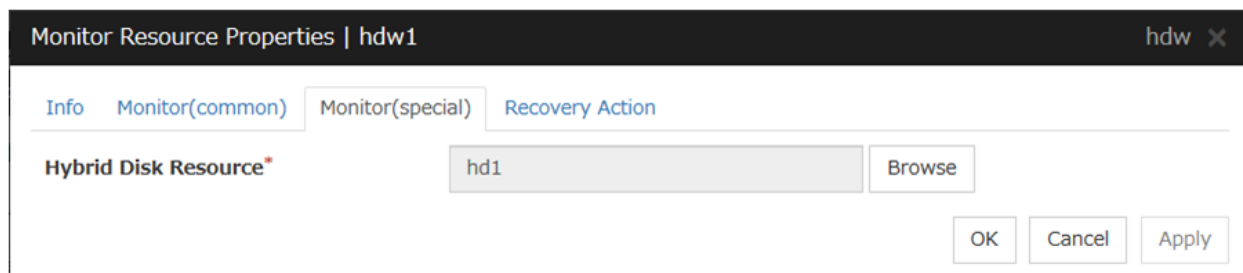 Monitor Resource Properties | hdw1 hdw ×
Info Monitor(common) Monitor(special) Recovery Action
Hybrid Disk Resource* hd1 Browse
OK Cancel Apply